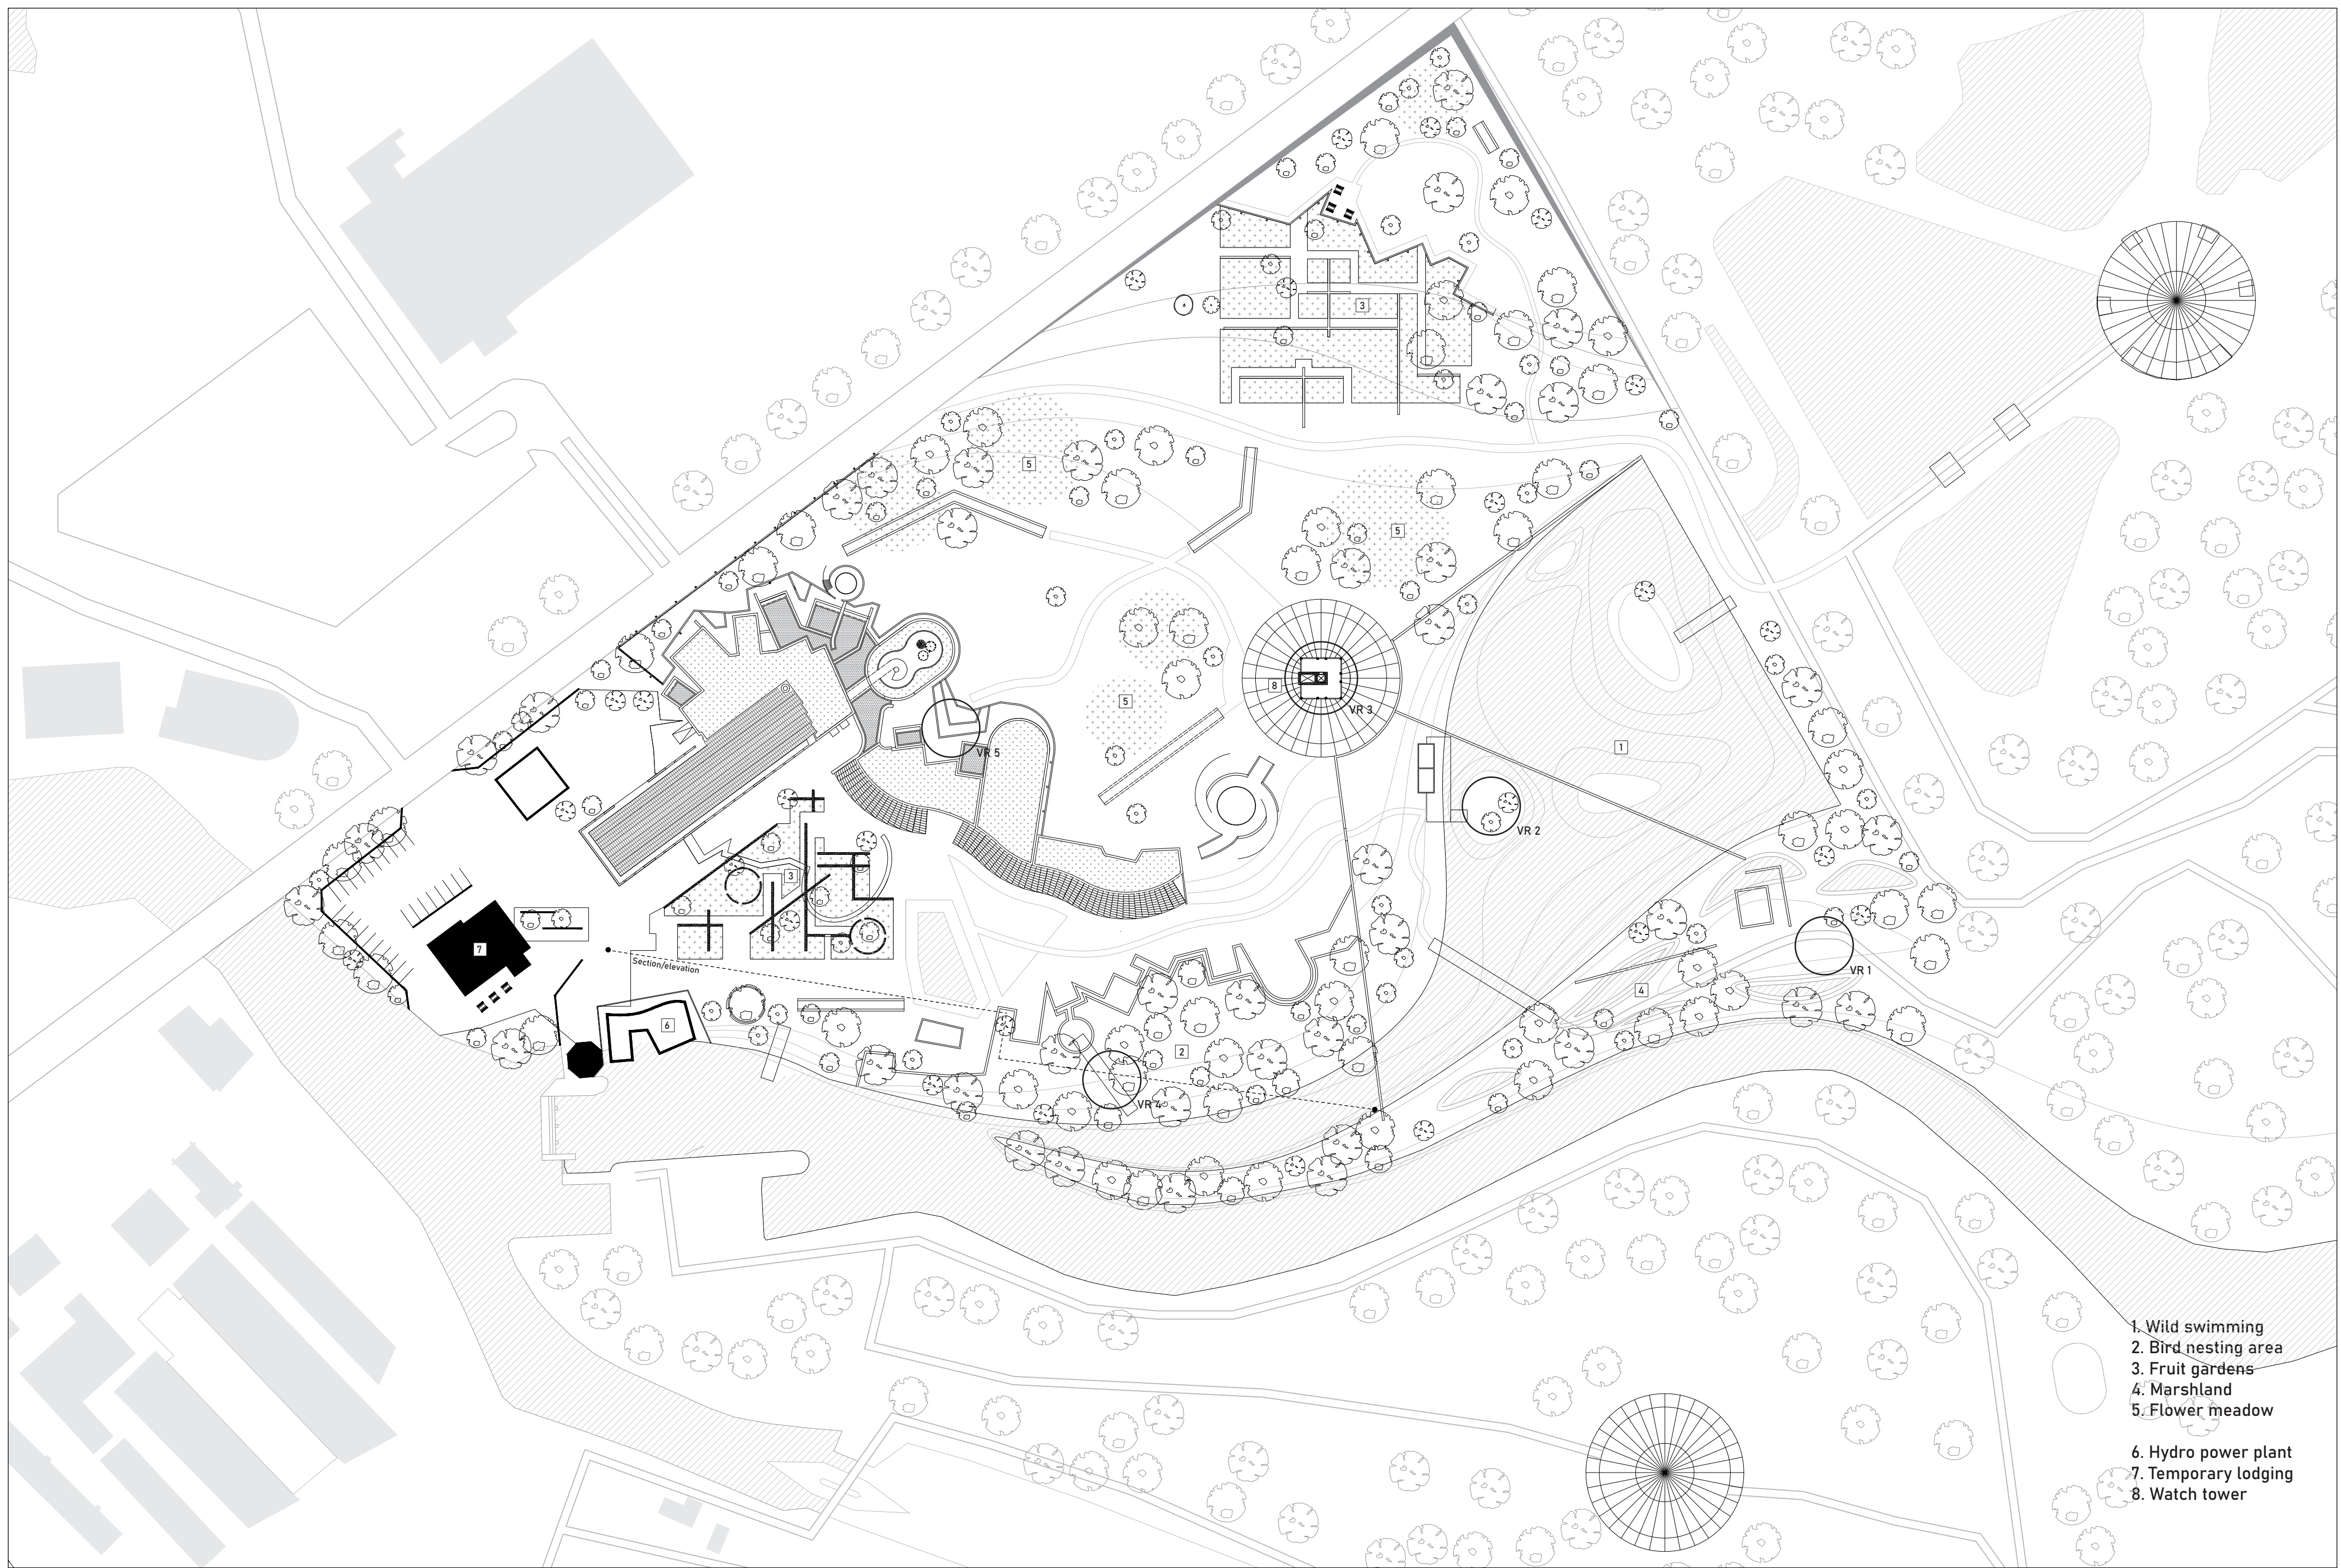 3
5
5
5
8
VR 3
1
VR 5
VR 2
3
7
Section/elevation
VR 1
4
6
2
VR 4
1. Wild swimming
2. Bird nesting area
3. Fruit gardens
4. Marshland
5. Flower meadow
6. Hydro power plant
7. Temporary lodging
8. Watch tower